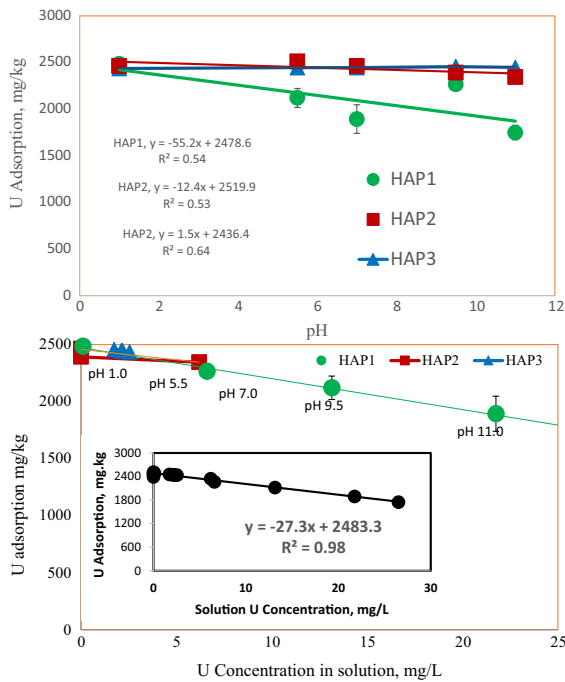 3000
2500
2000
1500
1000
500
0
U Adsorption, mg/kg
HAP1, y = -55.2x + 2478.6
R² = 0.54
HAP2, y = -12.4x + 2519.9
R² = 0.53
HAP2, y = 1.5x + 2436.4
R² = 0.64
HAP1
HAP2
HAP3
0 2 4 6 8 10 12
pH
2500
2000
1500
1000
500
0
U adsorption mg/kg
HAP1 HAP2 HAP3
pH 1.0 pH 5.5 pH 7.0 pH 9.5 pH 11.0
3000
2400
1800
1200
600
0
U Adsorption, mg.kg
y = -27.3x + 2483.3
R² = 0.98
0 10 20 30
Solution U Concentration, mg/L
0 5 10 15 20 25
U Concentration in solution, mg/L